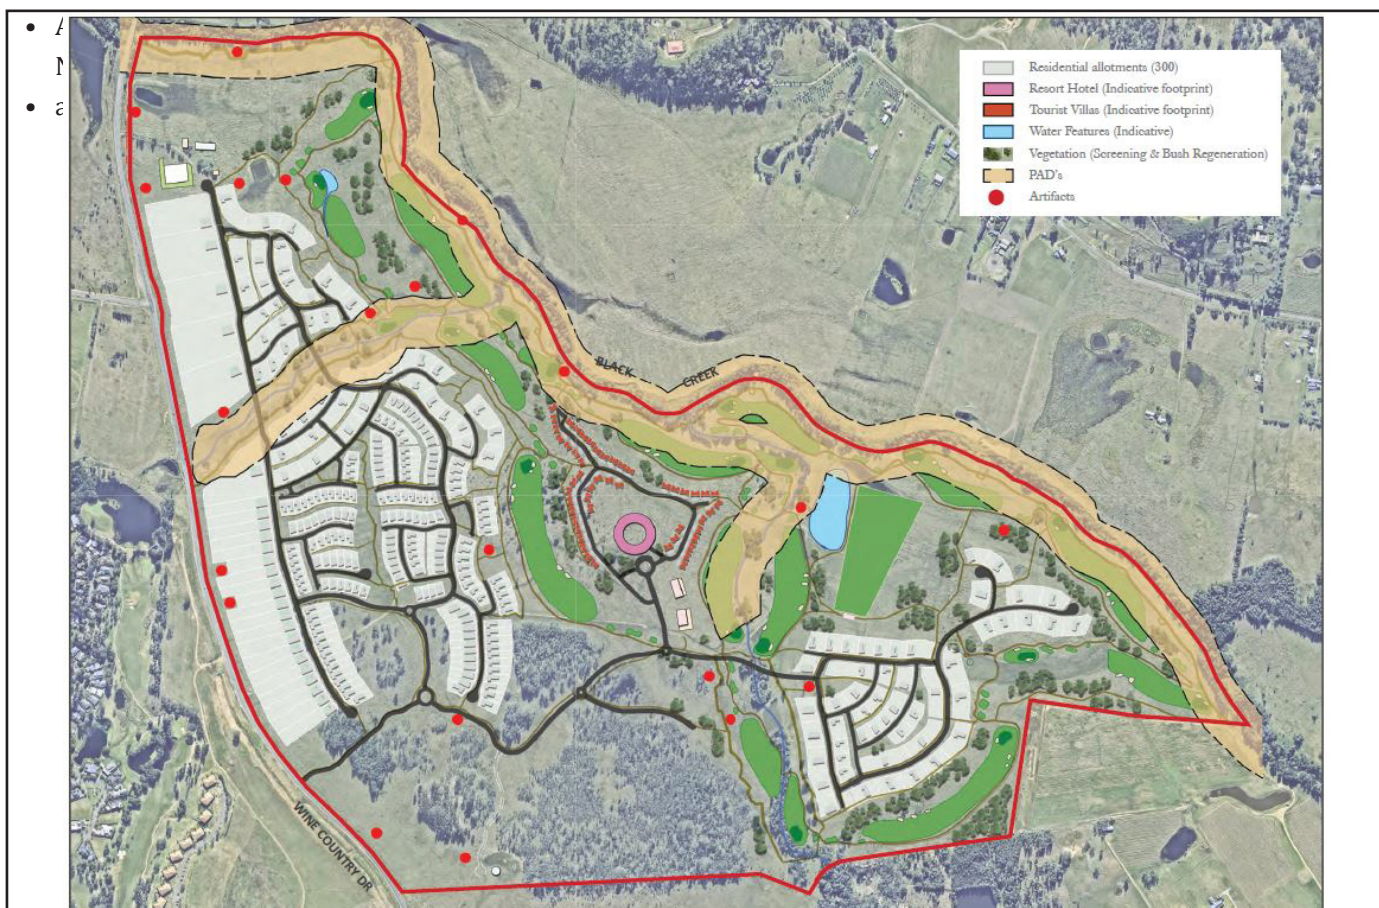 Residential allotments (300)
Resort Hotel (Indicative footprint)
Tourist Villas (Indicative footprint)
Water Features (Indicative)
Vegetation (Screening & Bush Regeneration)
PAD's
Artifacts
BLACK CREEK
WINE COUNTRY DR